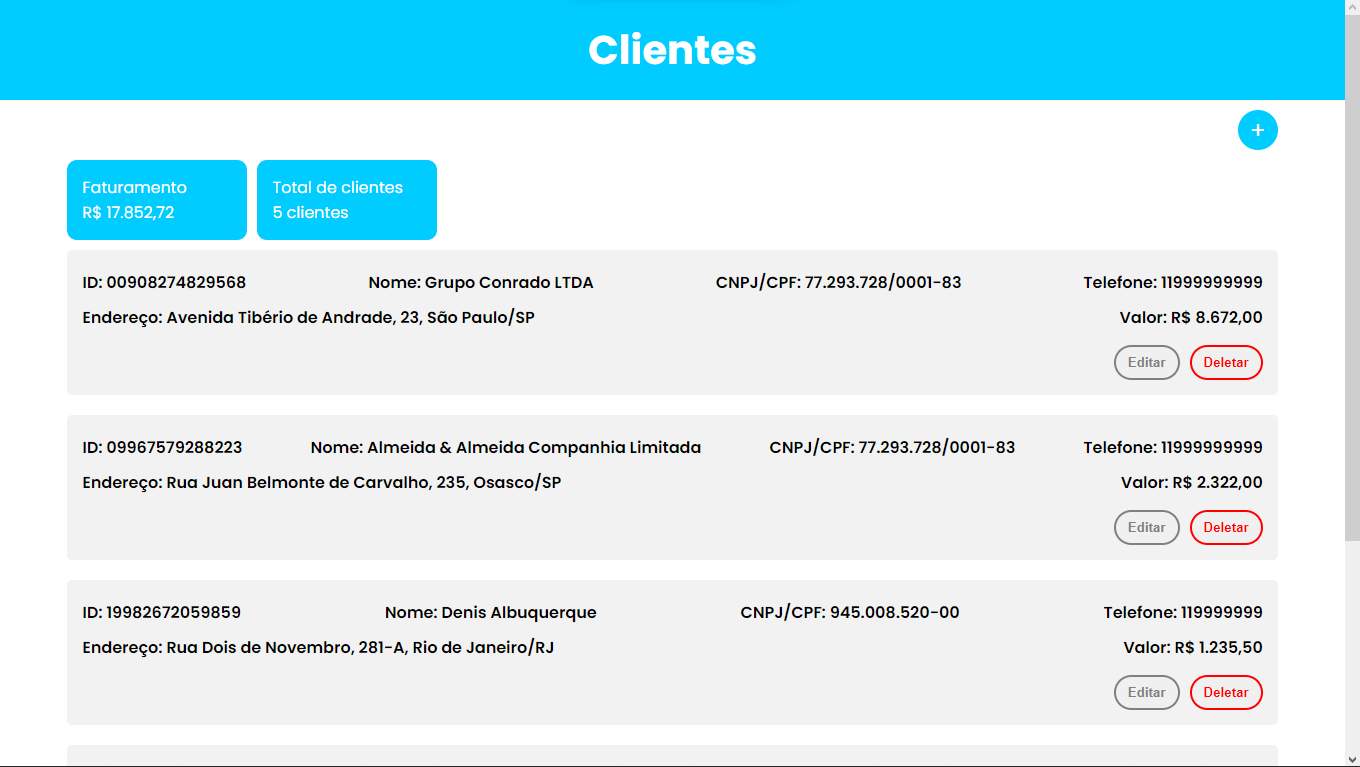 Clientes
+
Faturamento
R$ 17.852,72
Total de clientes
5 clientes
ID: 00908274829568 Nome: Grupo Conrado LTDA CNPJ/CPF: 77.293.728/0001-83 Telefone: 11999999999
Endereço: Avenida Tibério de Andrade, 23, São Paulo/SP Valor: R$ 8.672,00
Editar Deletar
ID: 09967579288223 Nome: Almeida & Almeida Companhia Limitada CNPJ/CPF: 77.293.728/0001-83 Telefone: 11999999999
Endereço: Rua Juan Belmonte de Carvalho, 235, Osasco/SP Valor: R$ 2.322,00
Editar Deletar
ID: 19982672059859 Nome: Denis Albuquerque CNPJ/CPF: 945.008.520-00 Telefone: 119999999
Endereço: Rua Dois de Novembro, 281-A, Rio de Janeiro/RJ Valor: R$ 1.235,50
Editar Deletar